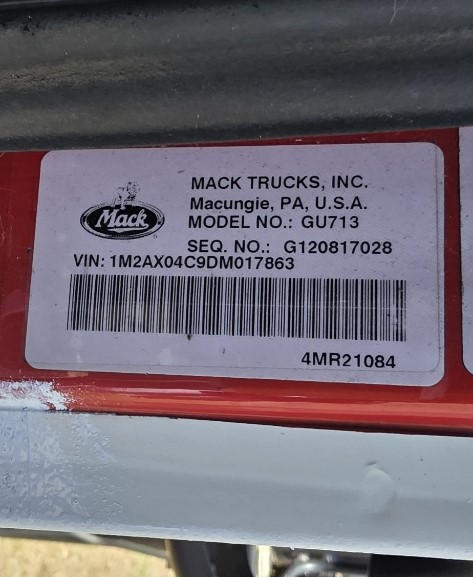 MACK TRUCKS, INC.
Macungie, PA, U.S.A.
Mack
MODEL NO.: GU713
SEQ. NO.: G120817028
VIN: 1M2AX04C9DM017863
4MR21084